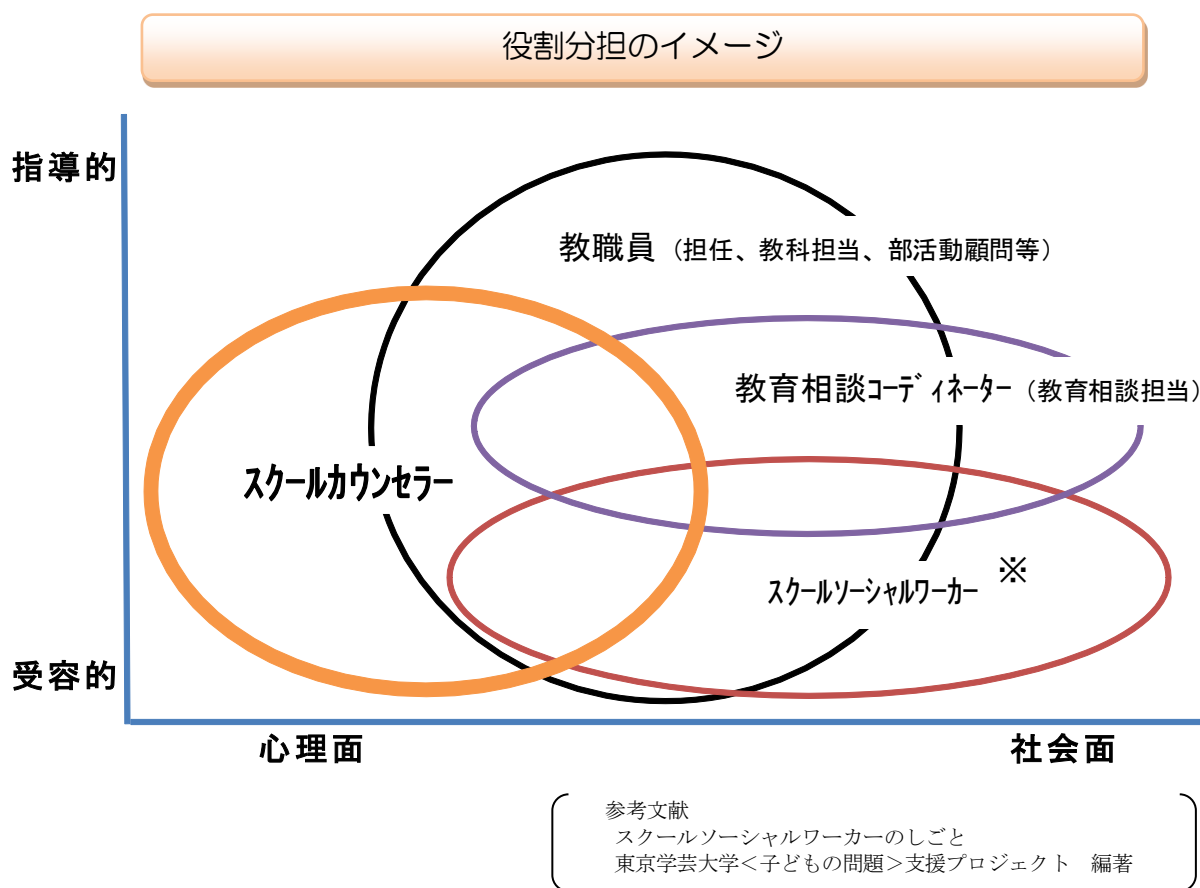 役割分担のイメージ
指導的
教職員（担任、教科担当、部活動顧問等）
教育相談ｺｰﾃﾞｨﾈｰﾀｰ（教育相談担当）
ｽｸｰﾙｶｳﾝｾﾗｰ
ｽｸｰﾙｿｰｼｬﾙﾜｰｶｰ ※
受容的
心理面 社会面
参考文献
スクールソーシャルワーカーのしごと
東京学芸大学＜子どもの問題＞支援プロジェクト　編著